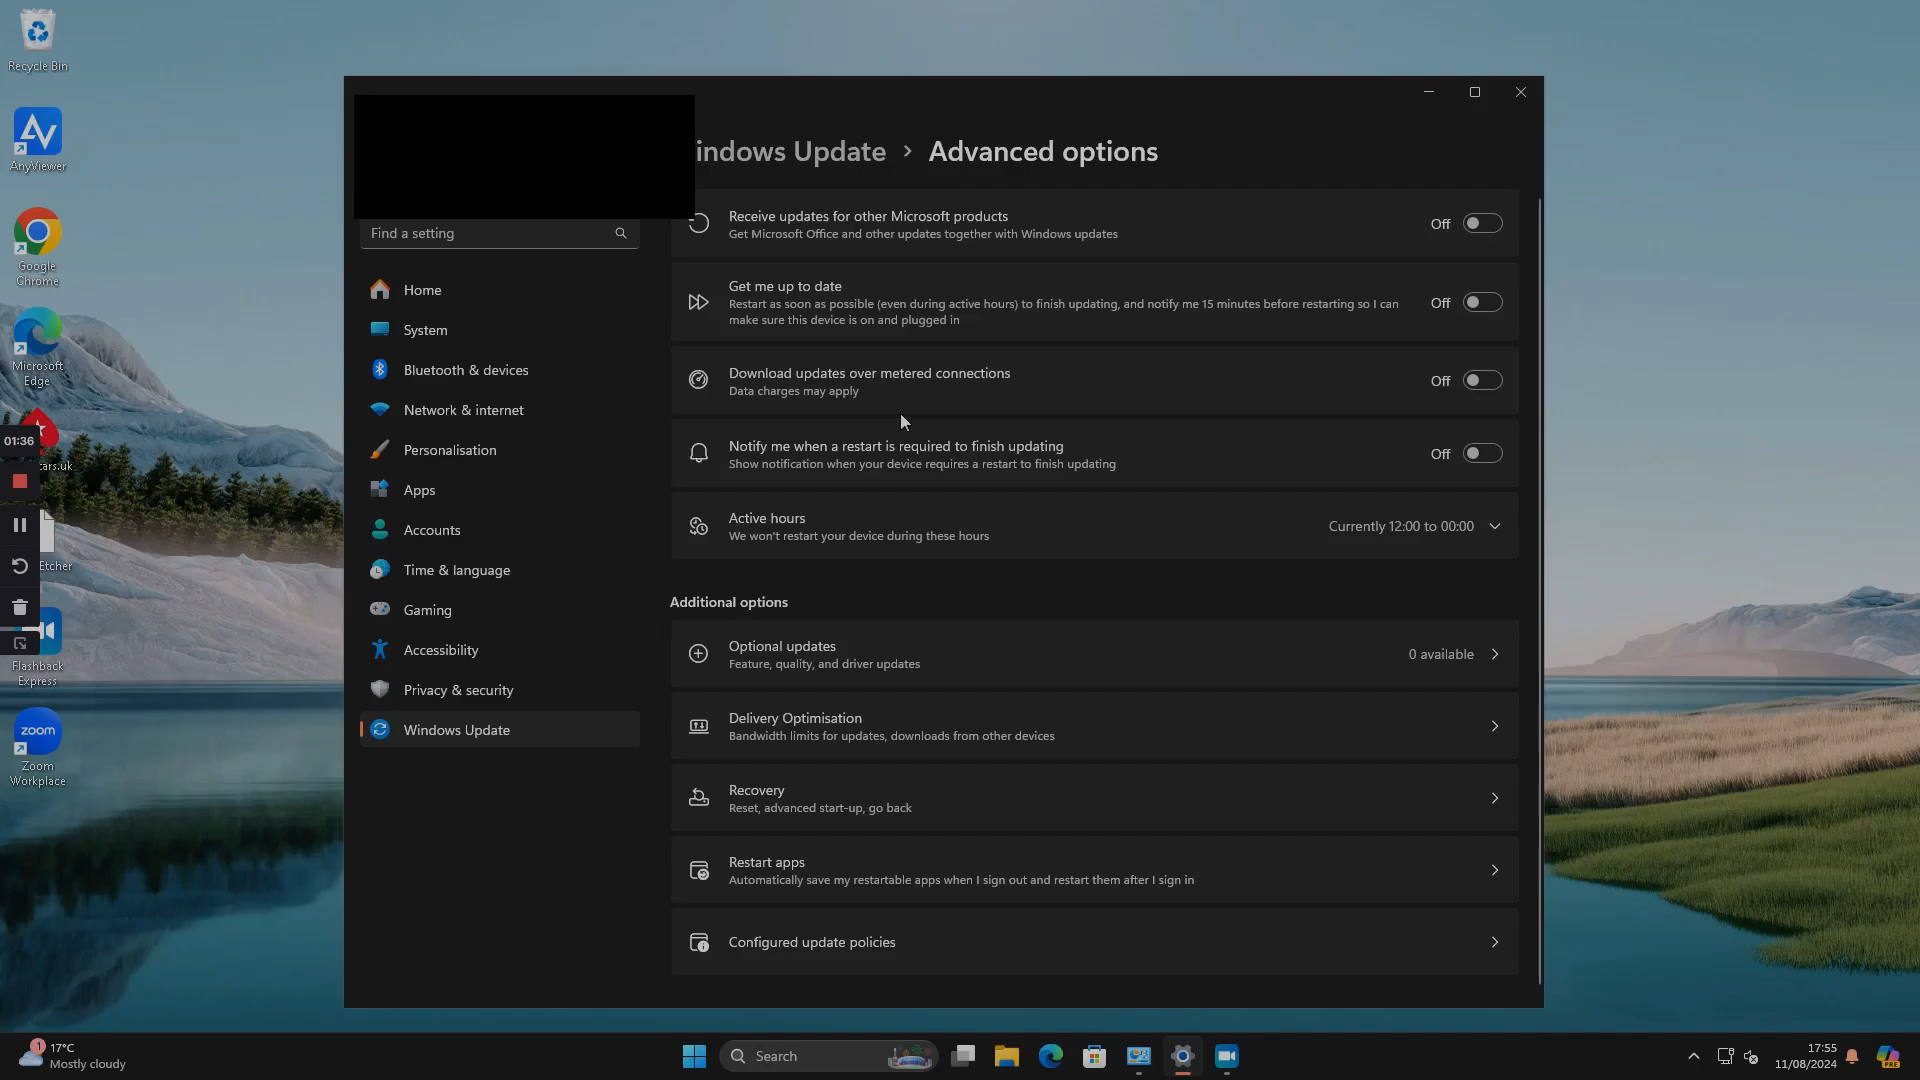 Recycle Bin
AnyViewer
Google
Chrome
Microsoft
Edge
01:36
ars.uk
Etcher
Flashback
Express
zoom
Zoom
Workplace
indows Update > Advanced options
Find a setting
Home
System
Bluetooth & devices
Network & internet
Personalisation
Apps
Accounts
Time & language
Gaming
Accessibility
Privacy & security
Windows Update
Receive updates for other Microsoft products
Get Microsoft Office and other updates together with Windows updates
Off
Get me up to date
Restart as soon as possible (even during active hours) to finish updating, and notify me 15 minutes before restarting so I can
make sure this device is on and plugged in
Off
Download updates over metered connections
Data charges may apply
Off
Notify me when a restart is required to finish updating
Show notification when your device requires a restart to finish updating
Off
Active hours
We won't restart your device during these hours
Currently 12:00 to 00:00
Additional options
Optional updates
Feature, quality, and driver updates
0 available
Delivery Optimisation
Bandwidth limits for updates, downloads from other devices
Recovery
Reset, advanced start-up, go back
Restart apps
Automatically save my restartable apps when I sign out and restart them after I sign in
Configured update policies
1
17°C
Mostly cloudy
Search
17:55
11/08/2024
PRE